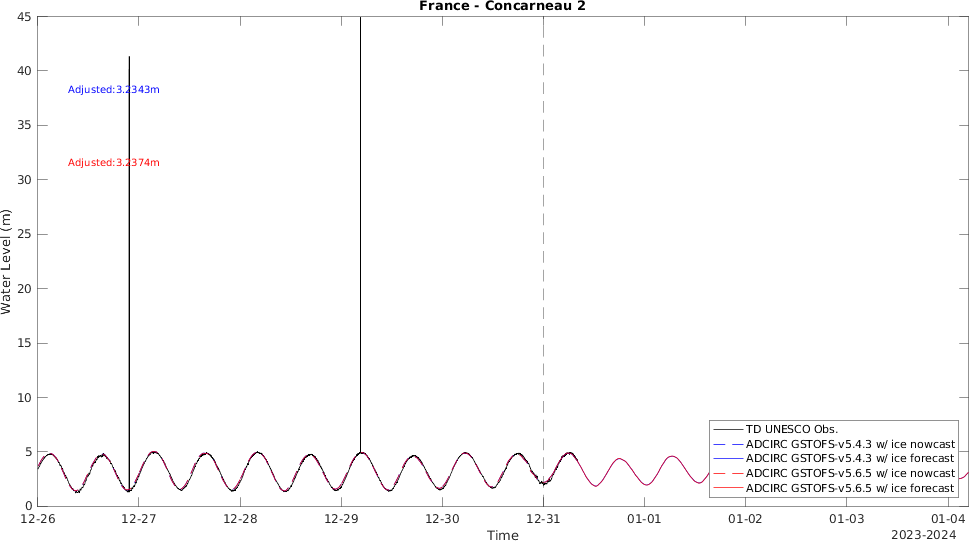 France - Concarneau 2
45
40
35
30
25
20
15
10
5
0
Water Level (m)
Adjusted:3.2343m
Adjusted:3.2374m
TD UNESCO Obs.
ADCIRC GSTOFS-v5.4.3 w/ ice nowcast
ADCIRC GSTOFS-v5.4.3 w/ ice forecast
ADCIRC GSTOFS-v5.6.5 w/ ice nowcast
ADCIRC GSTOFS-v5.6.5 w/ ice forecast
12-26 12-27 12-28 12-29 12-30 12-31 01-01 01-02 01-03 01-04
Time
2023-2024